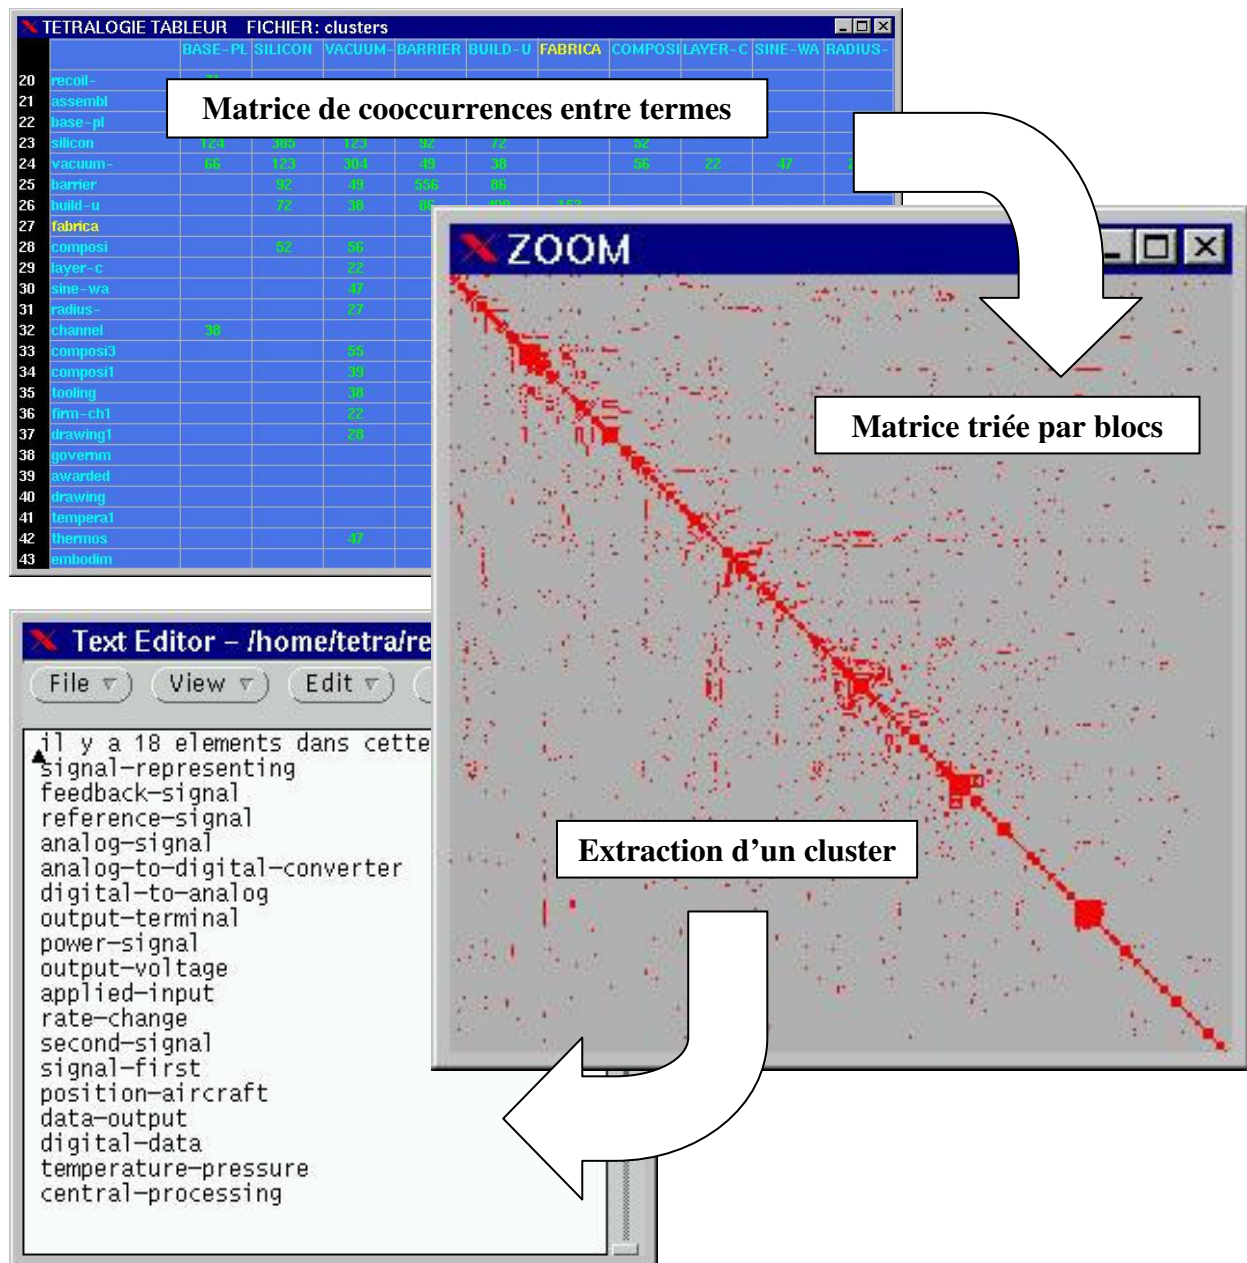 TETRALOGIE TABLEUR FICHIER: clusters
BASE-PL SILICON VACUUM- BARRIER BUILD-U FABRICA COMPOSI LAYER-C SINE-WA RADIUS-
20 recoil-
21 assembl
22 base-pl
23 silicon 124 385 123 92 72 52
24 vacuum- 66 123 304 49 38 56 22 47
25 barrier 92 49 556 86
26 build-u 72 38 86
27 fabrica
28 composi 52 56
29 layer-c 22
30 sine-wa 47
31 radius- 27
32 channel 38
33 composi3 55
34 composi1 39
35 tooling 38
36 firm-ch1 22
37 drawing1 28
38 governm
39 awarded
40 drawing
41 tempera1
42 thermos 47
43 embodim
Matrice de cooccurrences entre termes
ZOOM
Matrice triée par blocs
Extraction d’un cluster
Text Editor – /home/tetra/re
File View Edit
il y a 18 elements dans cette
signal-representing
feedback-signal
reference-signal
analog-signal
analog-to-digital-converter
digital-to-analog
output-terminal
power-signal
output-voltage
applied-input
rate-change
second-signal
signal-first
position-aircraft
data-output
digital-data
temperature-pressure
central-processing